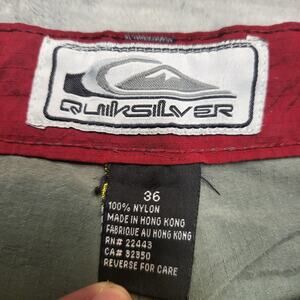 QUIKSILVER
36
100% NYLON
MADE IN HONG KONG
FABRIQUE AU HONG KONG
RN# 22443
CA# 32350
REVERSE FOR CARE